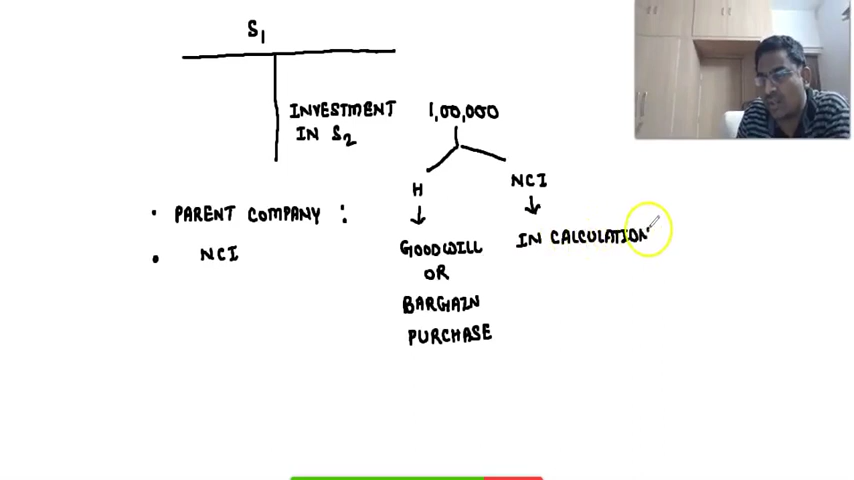 S1
INVESTMENT 1,00,000
IN S2
H NCI
• PARENT COMPANY :
• NCI
GOODWILL
OR
BARGAIN
PURCHASE
IN CALCULATION